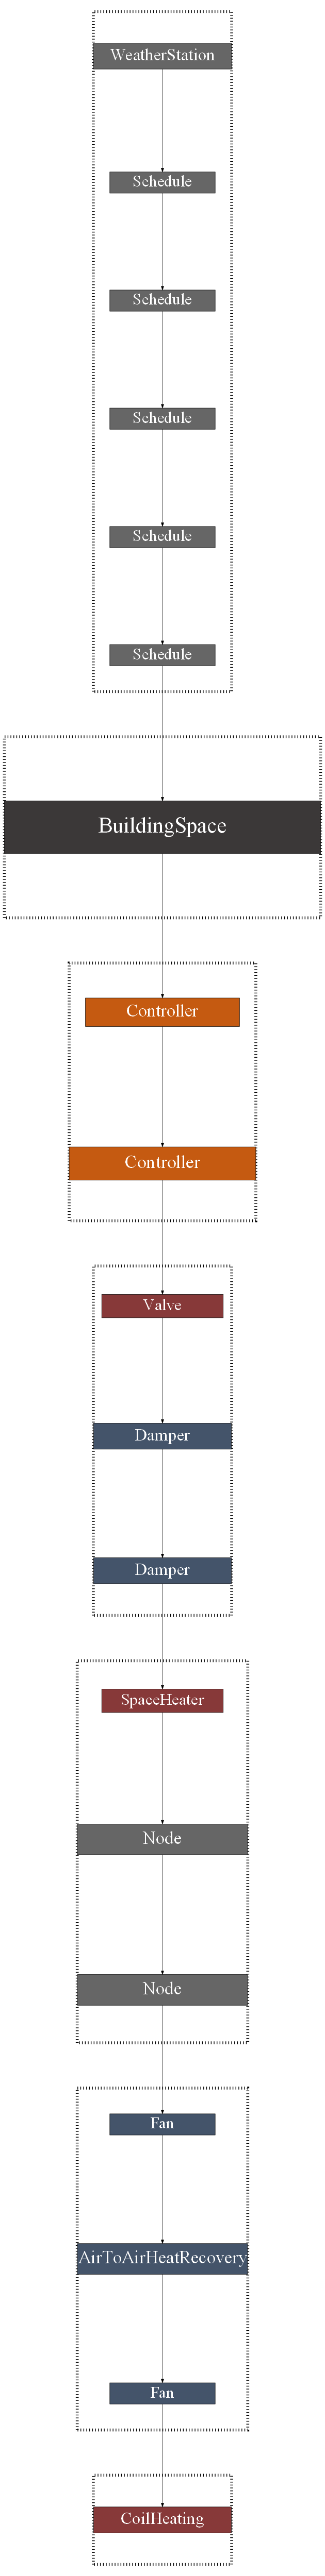 WeatherStation
Schedule
Schedule
Schedule
Schedule
Schedule
BuildingSpace
Controller
Controller
Valve
Damper
Damper
SpaceHeater
Node
Node
Fan
AirToAirHeatRecovery
Fan
CoilHeating